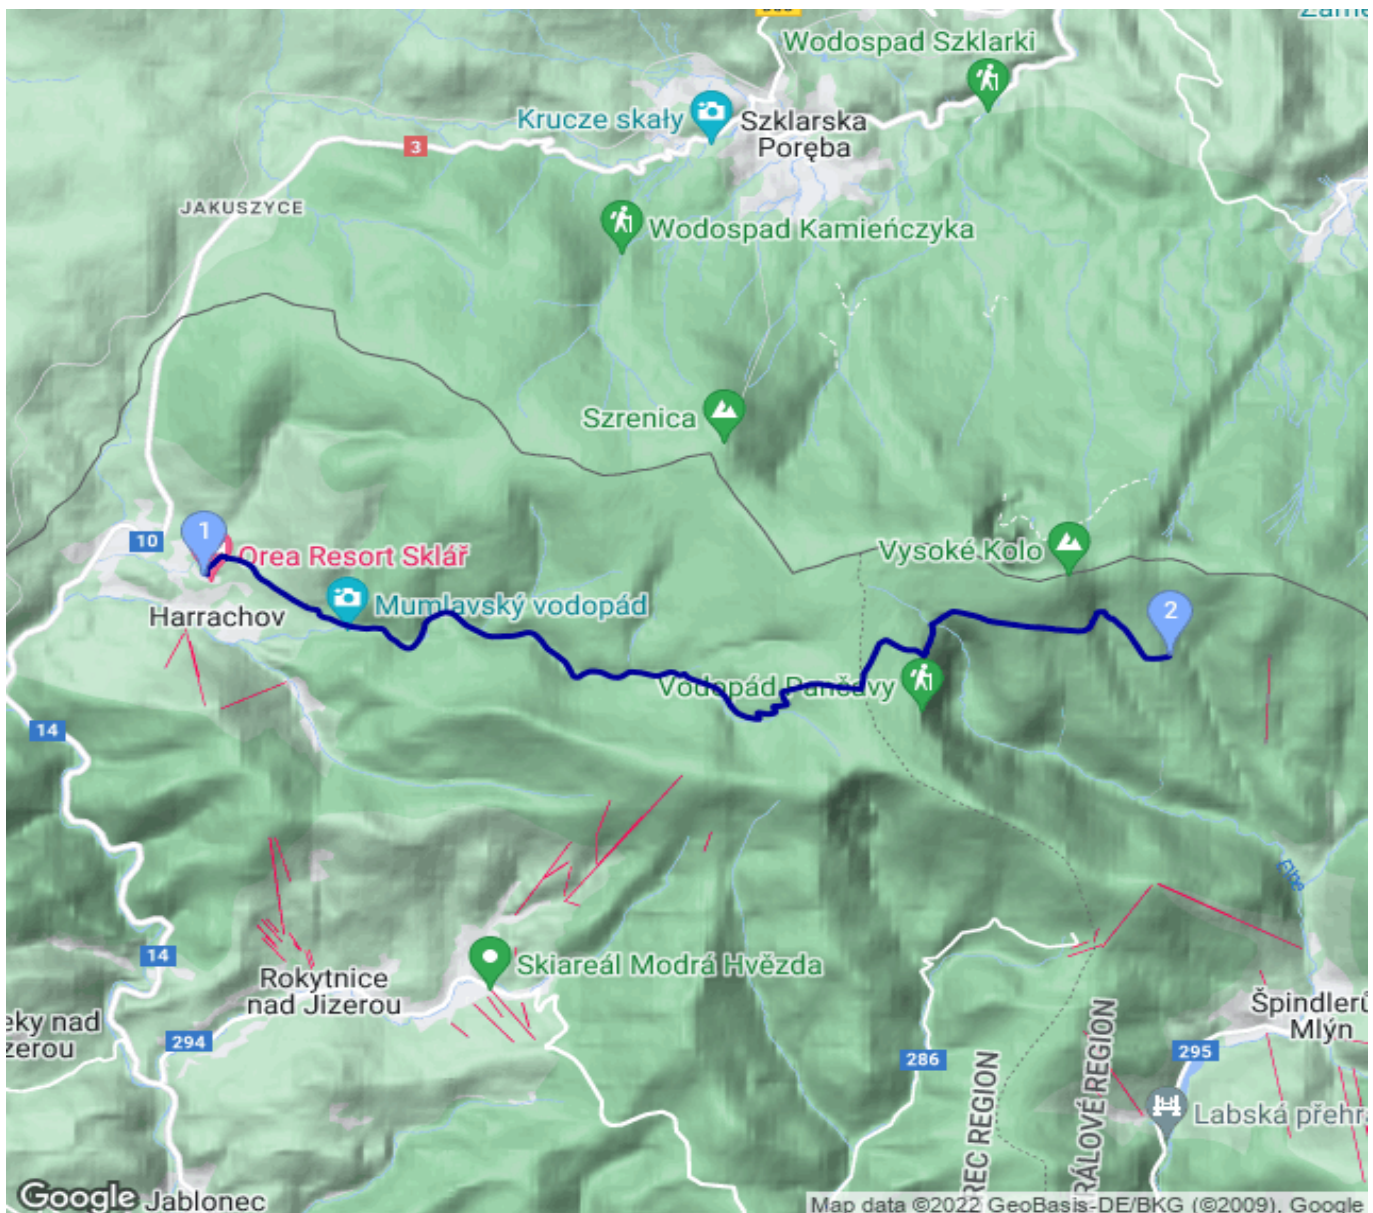 Wodospad Szklarki
Krucze skały
Szklarska
Poręba
3
JAKUSZYCE
Wodospad Kamieńczyka
Szrenica
1
10
Orea Resort Sklář
Vysoké Kolo
Mumlavský vodopád
2
Harrachov
Vodopád Pančavy
14
Elbe
14
Skiareál Modrá Hvězda
Rokytnice
nad Jizerou
eky nad
zerou
294
286
Špindlerů
Mlýn
295
REC REGION
RÁLOVÉ REGION
Labská přehr
Google
Jablonec
Map data ©2022 GeoBasis-DE/BKG (©2009), Google